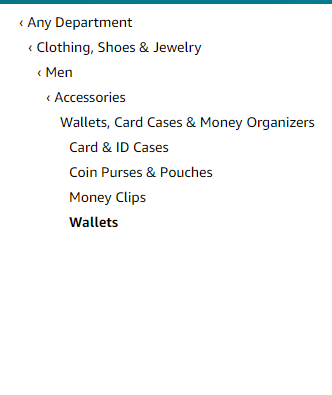 ‹ Any Department
‹ Clothing, Shoes & Jewelry
‹ Men
‹ Accessories
Wallets, Card Cases & Money Organizers
Card & ID Cases
Coin Purses & Pouches
Money Clips
Wallets